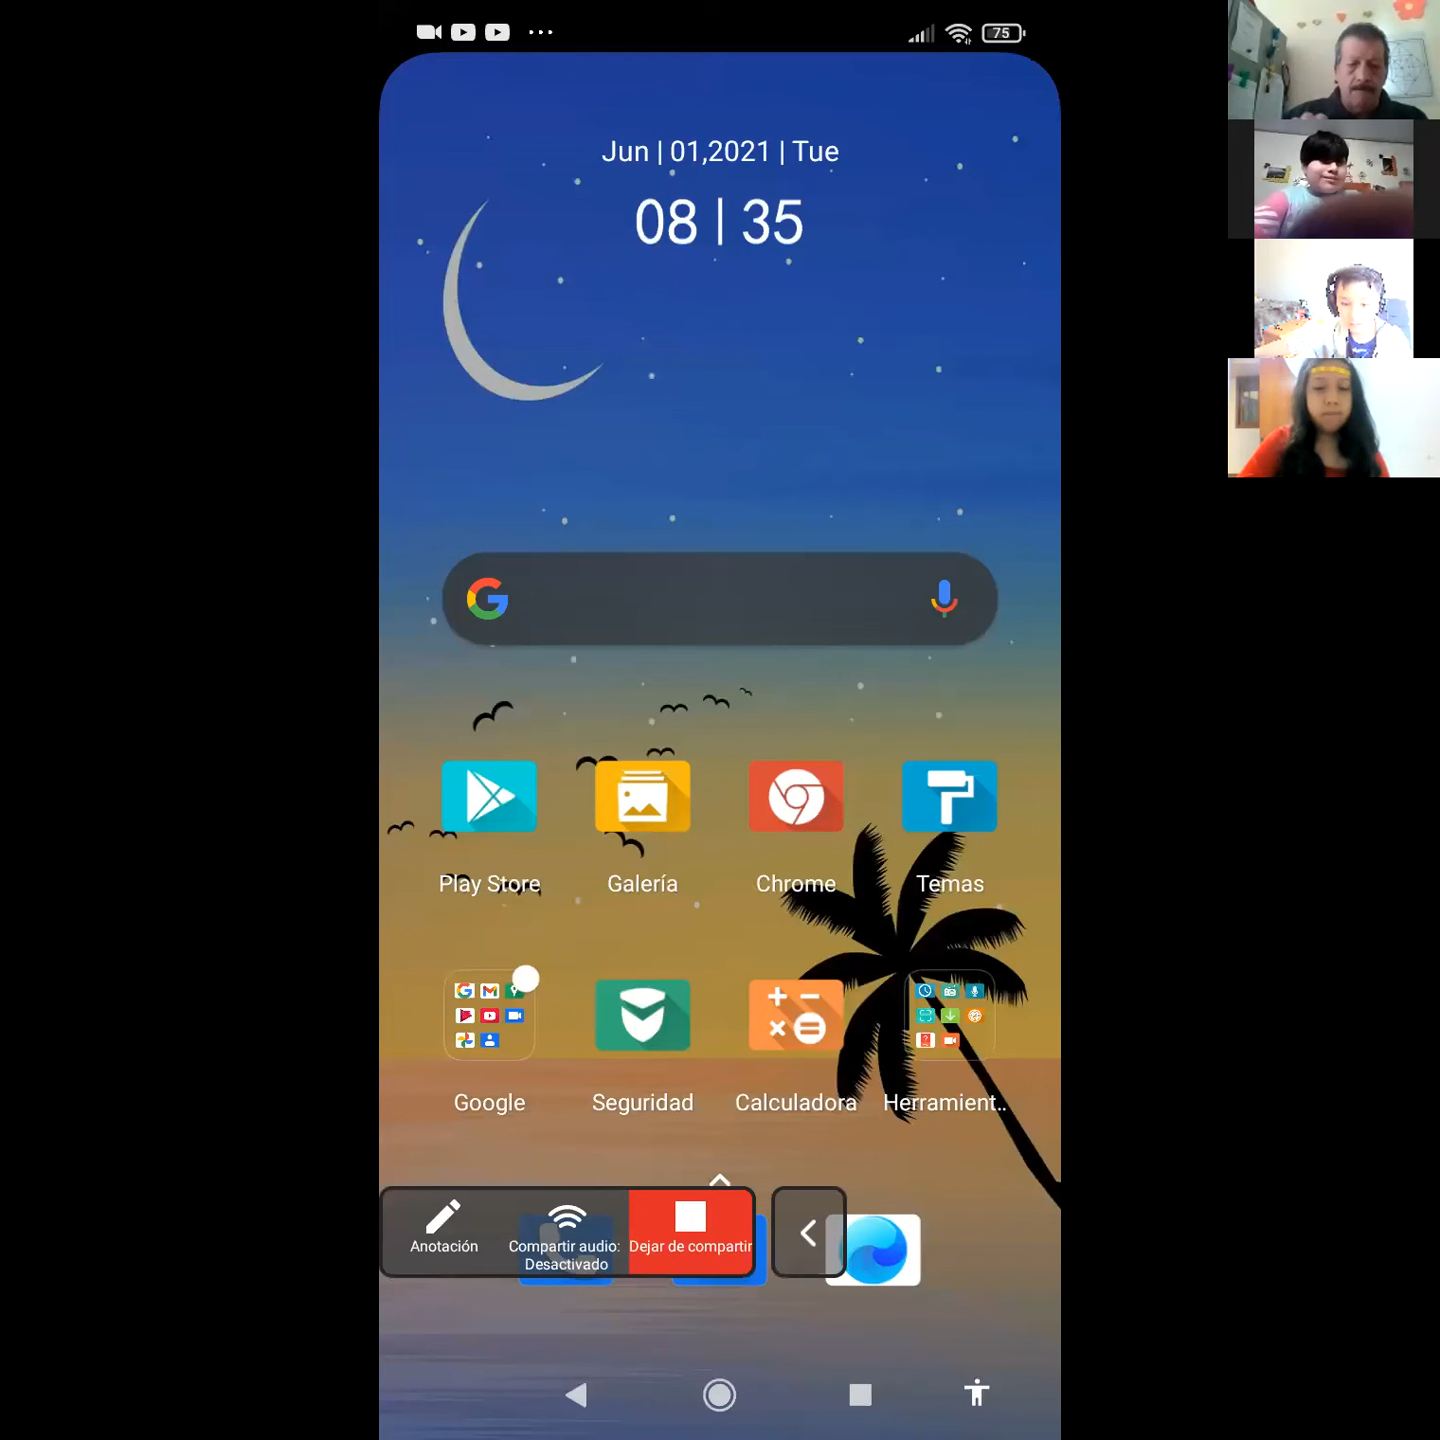 75
Jun | 01,2021 | Tue
08 | 35
Play Store
Galería
Chrome
Temas
Google
Seguridad
Calculadora
Herramient..
Anotación
Compartir audio:
Desactivado
Dejar de compartir